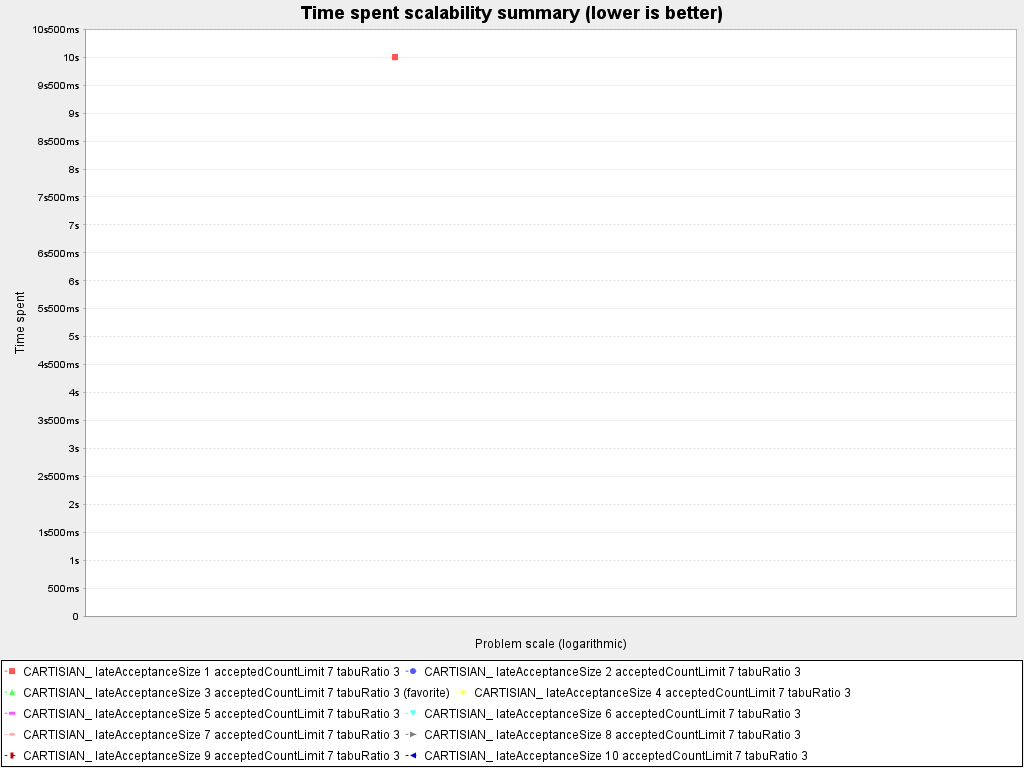 Time spent scalability summary (lower is better)
10s500ms
10s
9s500ms
9s
8s500ms
8s
7s500ms
7s
6s500ms
6s
5s500ms
5s
4s500ms
4s
3s500ms
3s
2s500ms
2s
1s500ms
1s
500ms
0
Time spent
Problem scale (logarithmic)
CARTISIAN_ lateAcceptanceSize 1 acceptedCountLimit 7 tabuRatio 3 CARTISIAN_ lateAcceptanceSize 2 acceptedCountLimit 7 tabuRatio 3
CARTISIAN_ lateAcceptanceSize 3 acceptedCountLimit 7 tabuRatio 3 (favorite) CARTISIAN_ lateAcceptanceSize 4 acceptedCountLimit 7 tabuRatio 3
CARTISIAN_ lateAcceptanceSize 5 acceptedCountLimit 7 tabuRatio 3 CARTISIAN_ lateAcceptanceSize 6 acceptedCountLimit 7 tabuRatio 3
CARTISIAN_ lateAcceptanceSize 7 acceptedCountLimit 7 tabuRatio 3 CARTISIAN_ lateAcceptanceSize 8 acceptedCountLimit 7 tabuRatio 3
CARTISIAN_ lateAcceptanceSize 9 acceptedCountLimit 7 tabuRatio 3 CARTISIAN_ lateAcceptanceSize 10 acceptedCountLimit 7 tabuRatio 3